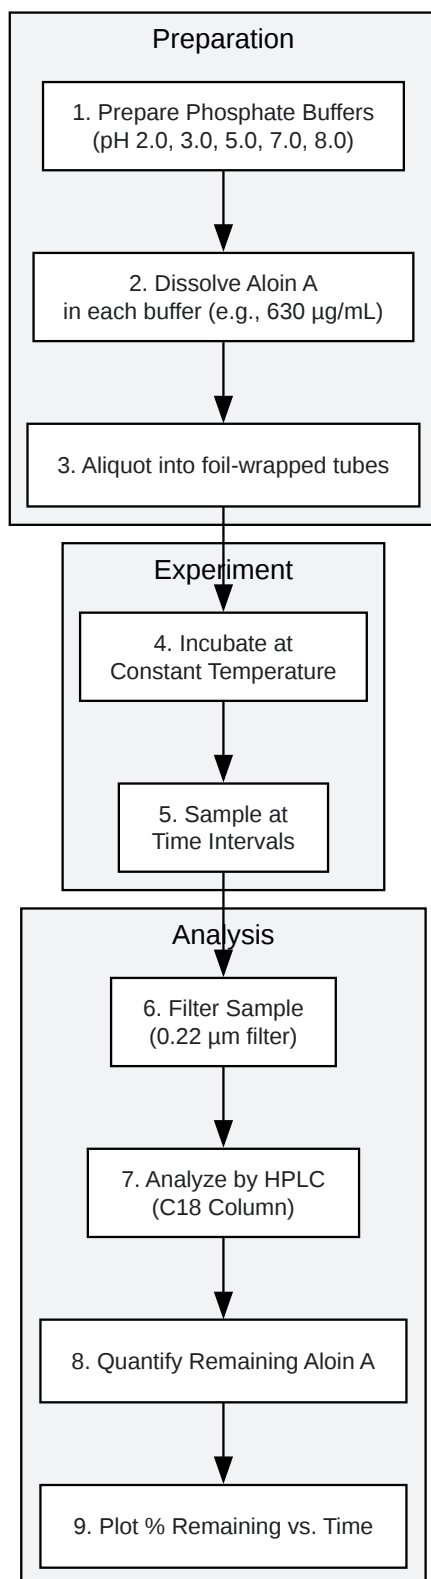 Preparation
1. Prepare Phosphate Buffers
(pH 2.0, 3.0, 5.0, 7.0, 8.0)
2. Dissolve Aloin A
in each buffer (e.g., 630 µg/mL)
3. Aliquot into foil-wrapped tubes
Experiment
4. Incubate at
Constant Temperature
5. Sample at
Time Intervals
Analysis
6. Filter Sample
(0.22 µm filter)
7. Analyze by HPLC
(C18 Column)
8. Quantify Remaining Aloin A
9. Plot % Remaining vs. Time